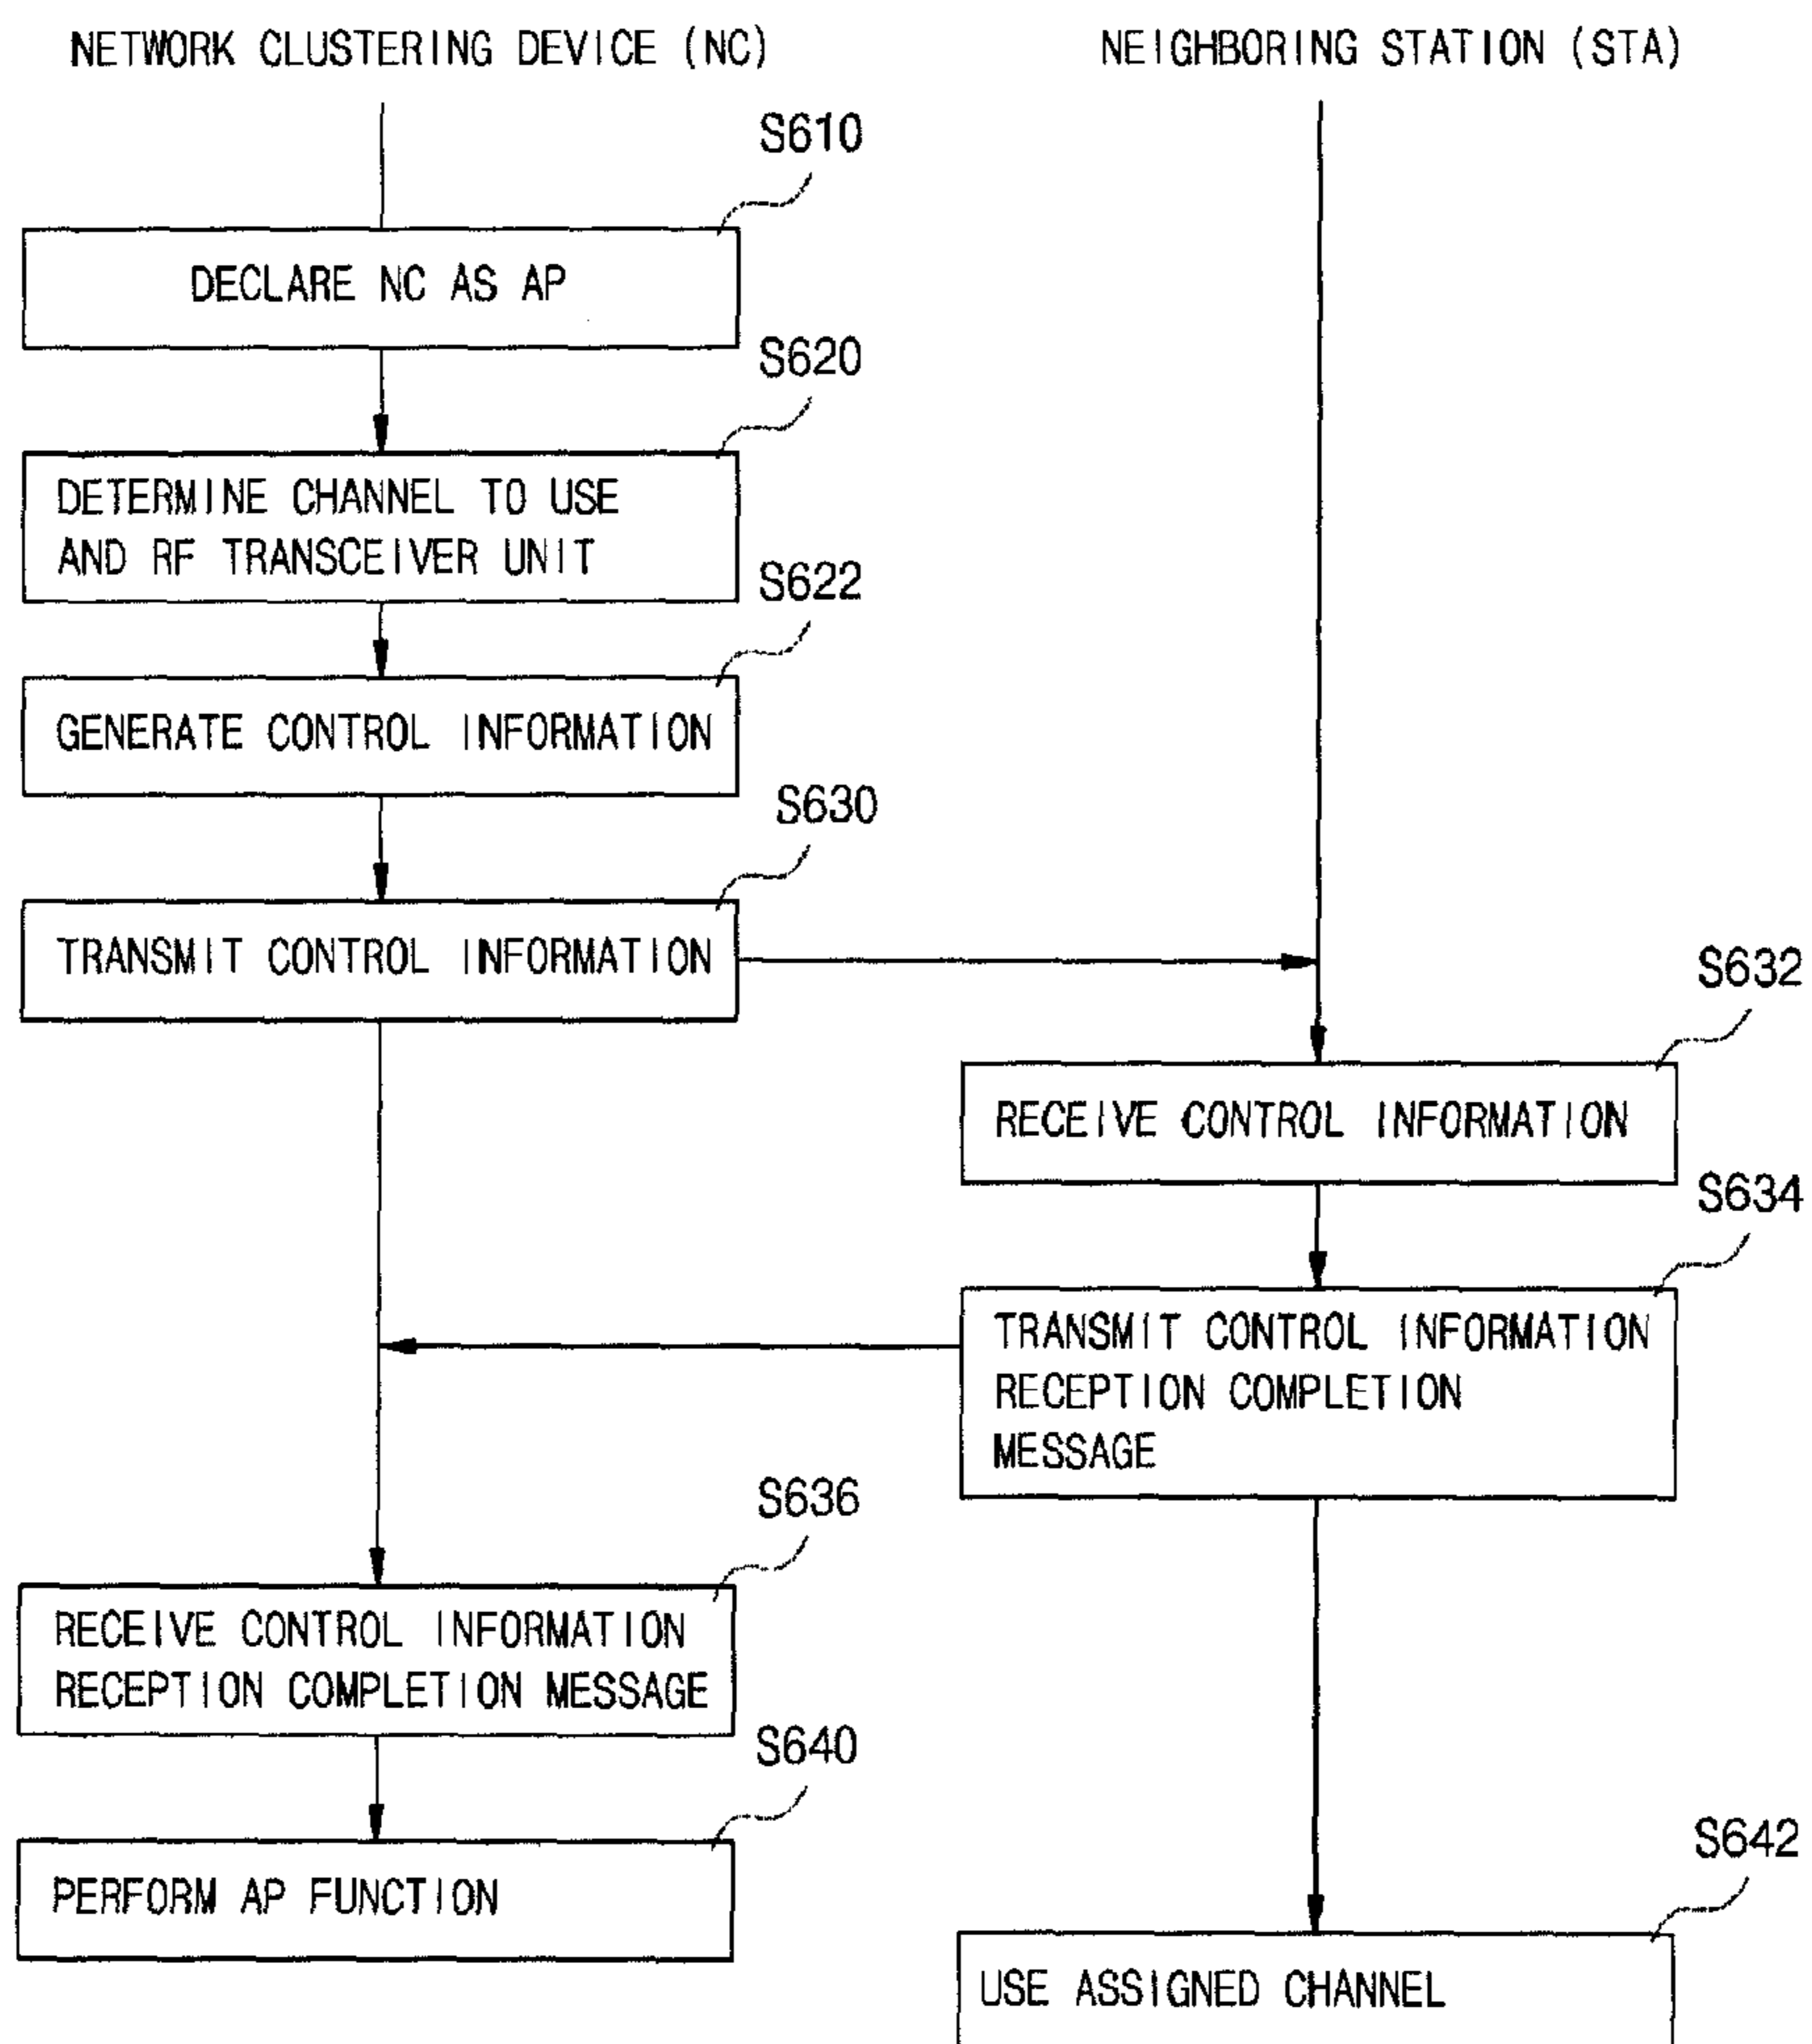 NETWORK CLUSTERING DEVICE (NC)
NEIGHBORING STATION (STA)
S610
DECLARE NC AS AP
S620
DETERMINE CHANNEL TO USE
AND RF TRANSCEIVER UNIT
S622
GENERATE CONTROL INFORMATION
S630
TRANSMIT CONTROL INFORMATION
S632
RECEIVE CONTROL INFORMATION
S634
TRANSMIT CONTROL INFORMATION
RECEPTION COMPLETION
MESSAGE
S636
RECEIVE CONTROL INFORMATION
RECEPTION COMPLETION MESSAGE
S640
PERFORM AP FUNCTION
S642
USE ASSIGNED CHANNEL